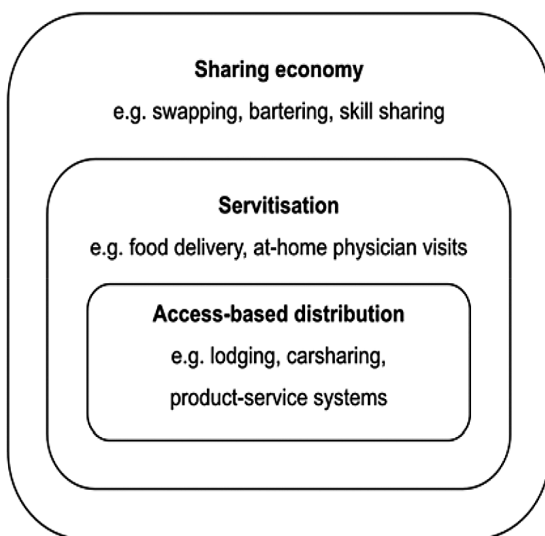 Sharing economy
e.g. swapping, bartering, skill sharing
Servitisation
e.g. food delivery, at-home physician visits
Access-based distribution
e.g. lodging, carsharing,
product-service systems